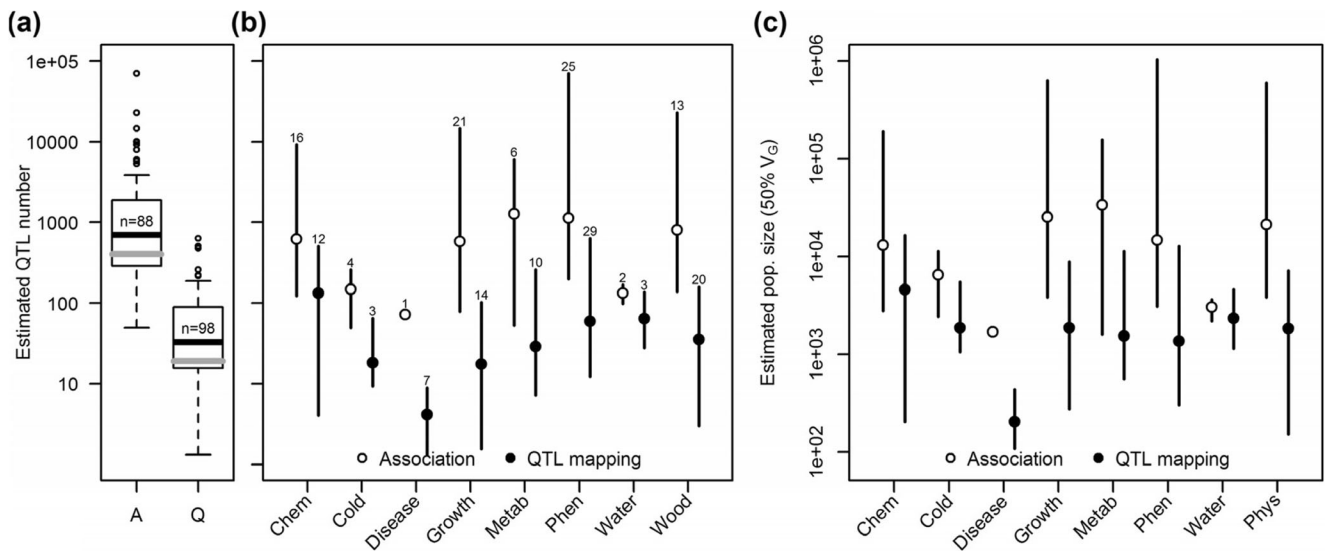 (a)
(b)
(c)
Estimated QTL number
1e+05
10000
1000
100
10
n=88
n=98
A
Q
16
12
4
3
1
7
21
14
6
10
25
29
2
3
13
20
Association
QTL mapping
Chem
Cold
Disease
Growth
Metab
Phen
Water
Wood
Estimated pop. size (50% VG)
1e+06
1e+05
1e+04
1e+03
1e+02
Association
QTL mapping
Chem
Cold
Disease
Growth
Metab
Phen
Water
Phys